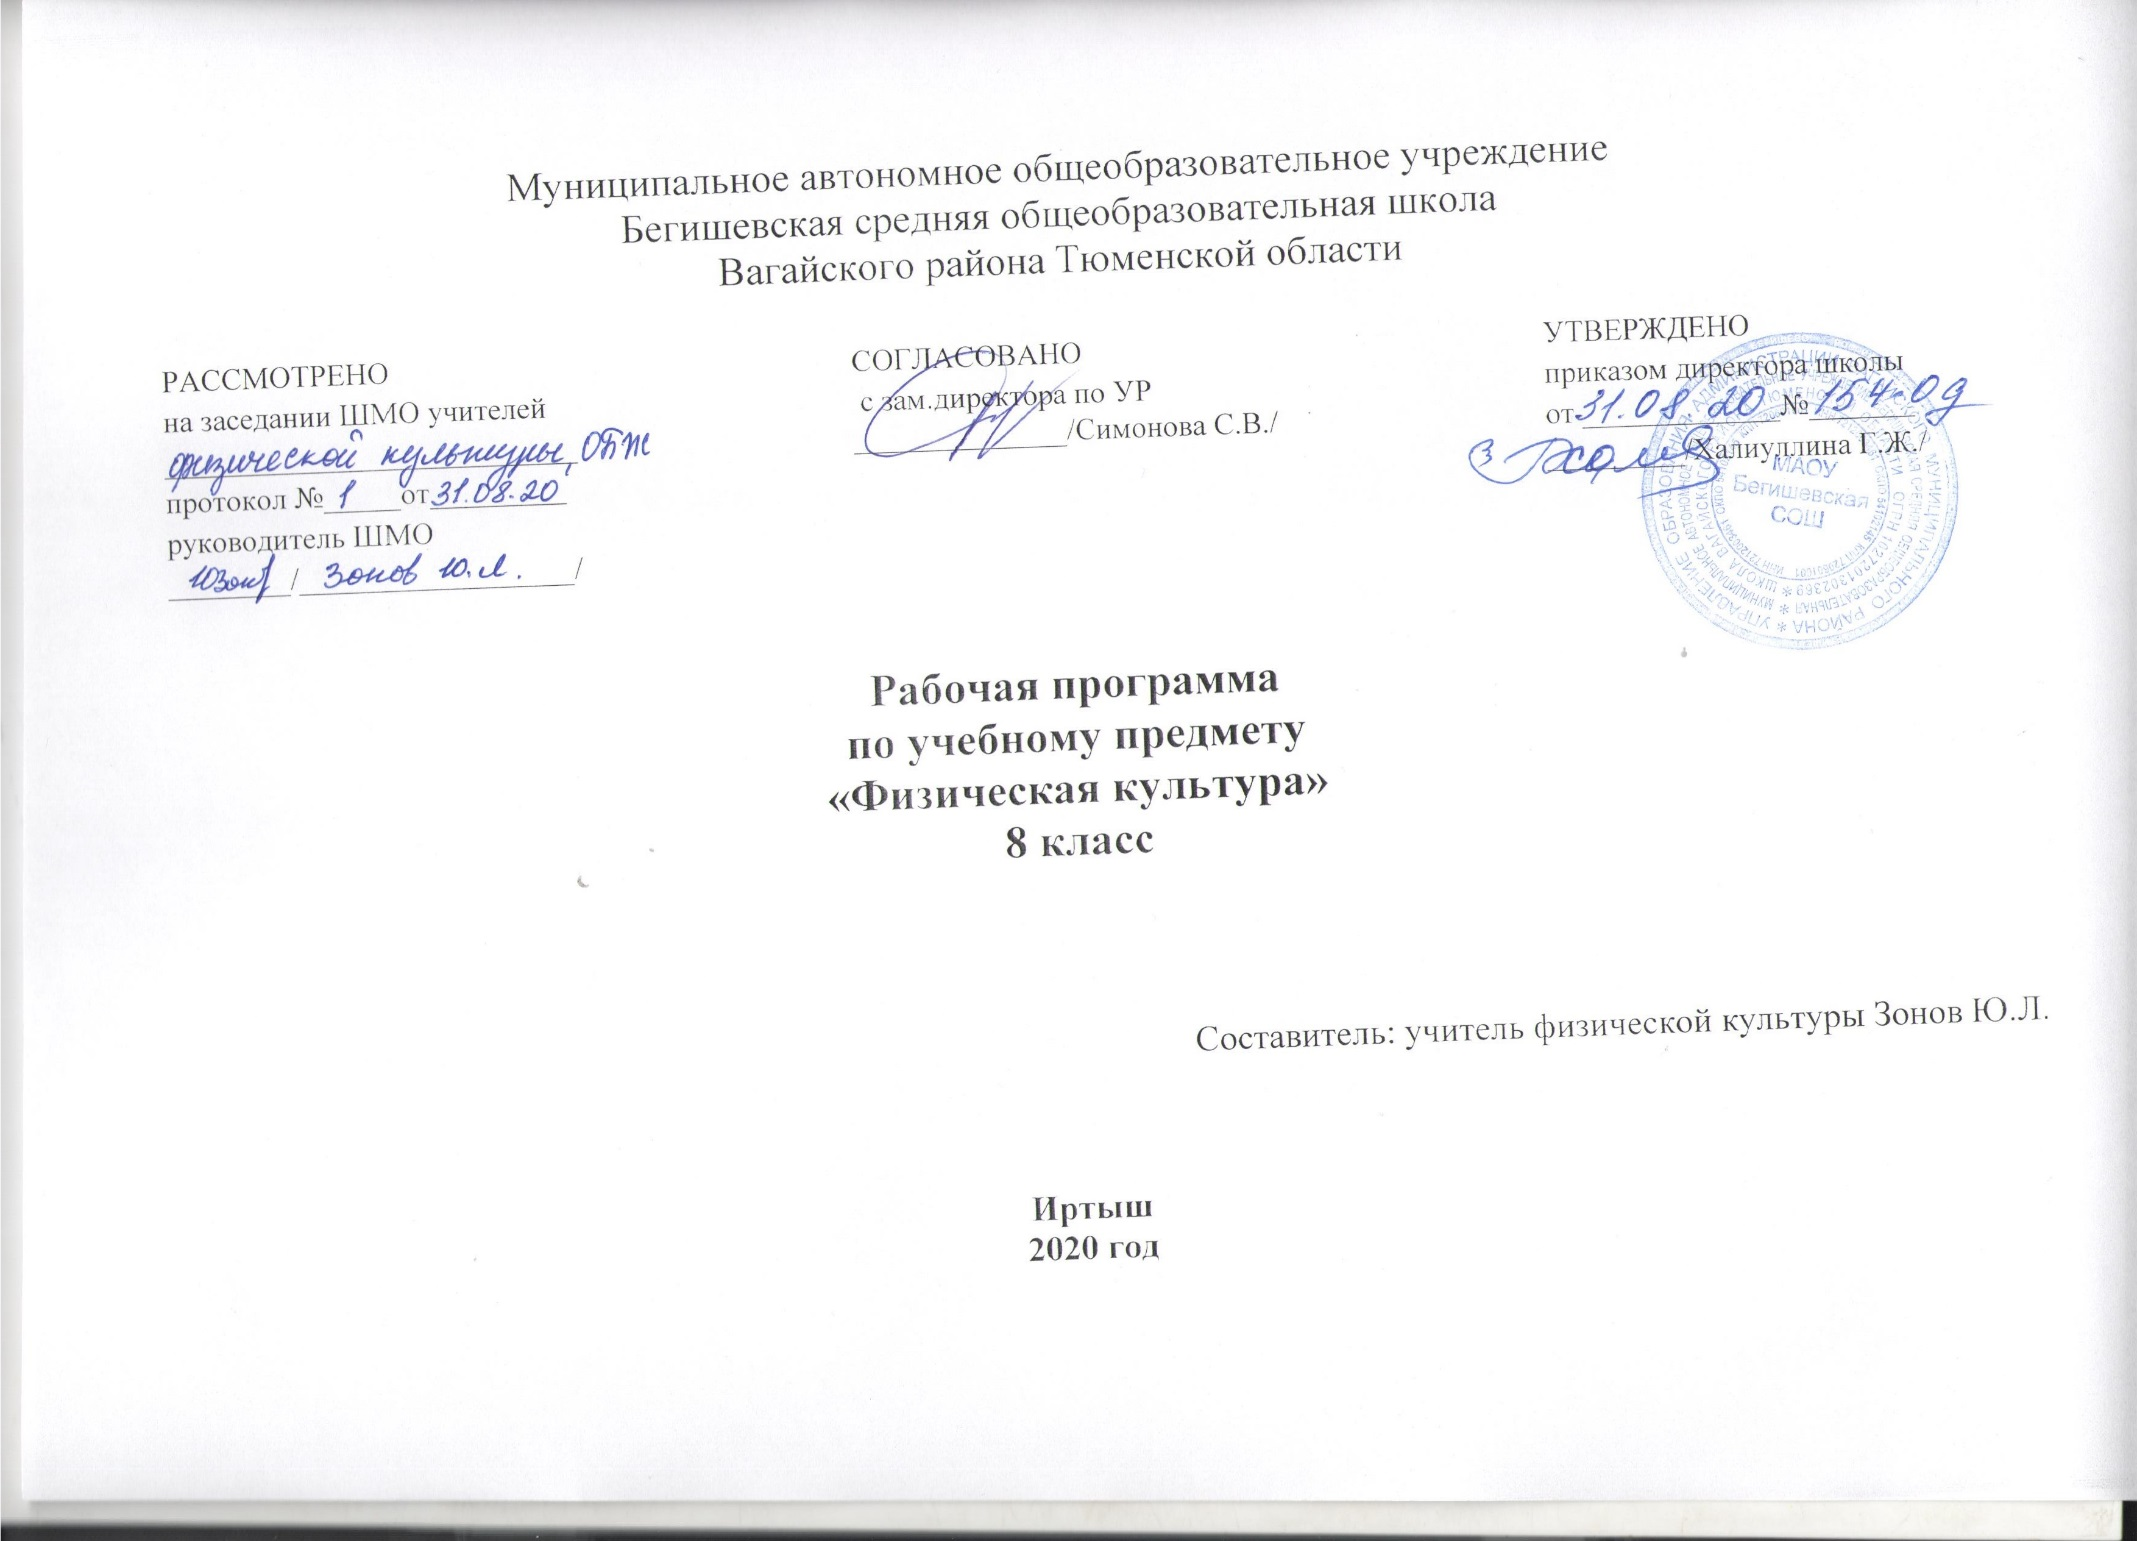 Муниципальное автономное общеобразовательное учреждение
Бегишевская средняя общеобразовательная школа
Вагайского района Тюменской области
РАССМОТРЕНО
на заседании ШМО учителей
физической культуры, ОБЖ
протокол № 1 от 31.08.20
руководитель ШМО
/ Зонов Ю.Л. /
СОГЛАСОВАНО
с зам.директора по УР
/Симонова С.В./
УТВЕРЖДЕНО
приказом директора школы
от 31.08.20 № 154-од
/Халиуллина Г.Ж./
МАОУ
Бегишевская
СОШ
Рабочая программа
по учебному предмету
«Физическая культура»
8 класс
Составитель: учитель физической культуры Зонов Ю.Л.
Иртыш
2020 год